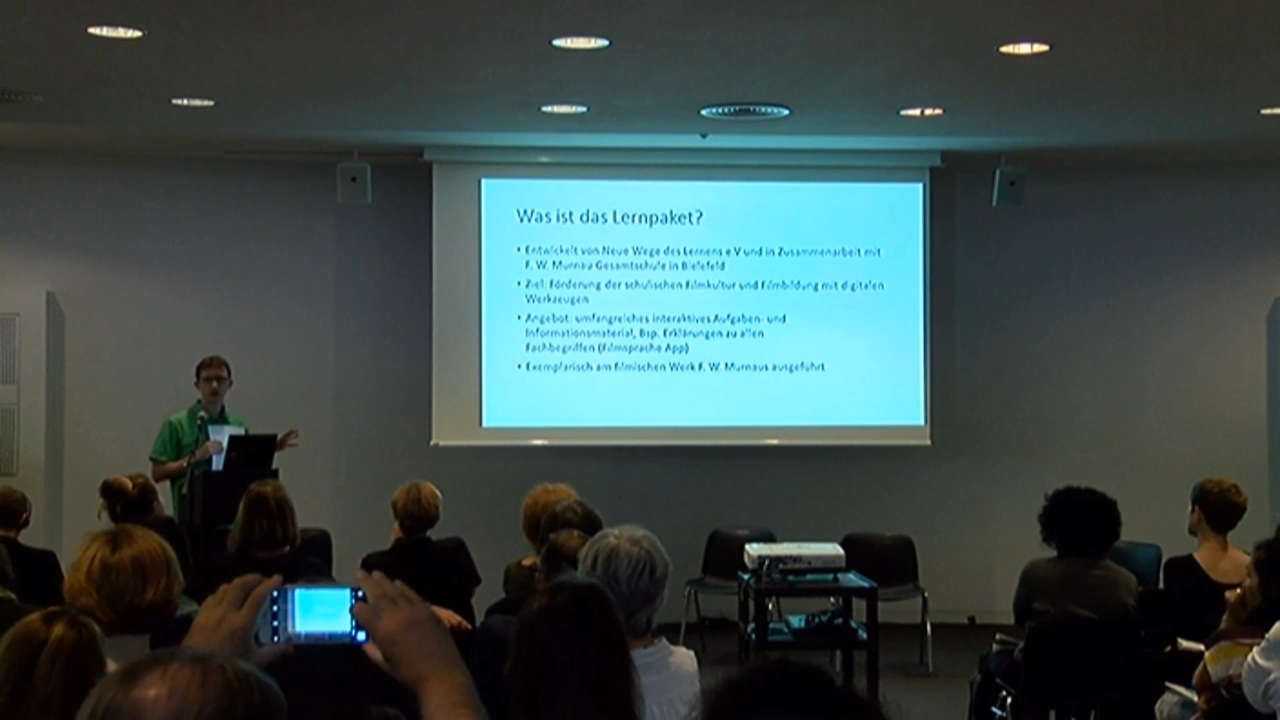 Was ist das Lernpaket?
• Entwickelt von Neue Wege des Lernens e V und in Zusammenarbeit mit
F. W. Murnau Gesamtschule in Bielefeld
• Ziel: Förderung der schulischen Filmkultur und Filmbildung mit digitalen
Werkzeugen
• Angebot: umfangreiches interaktives Aufgaben- und
Informationsmaterial, Bsp. Erklärungen zu allen
Fachbegriffen (Filmsprache App)
• Exemplarisch am filmischen Werk F. W. Murnaus ausgeführt